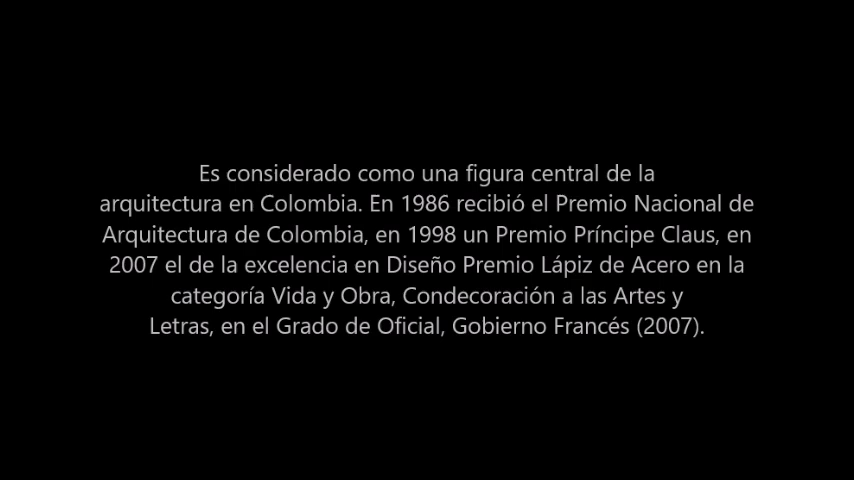 Es considerado como una figura central de la
arquitectura en Colombia. En 1986 recibió el Premio Nacional de
Arquitectura de Colombia, en 1998 un Premio Príncipe Claus, en
2007 el de la excelencia en Diseño Premio Lápiz de Acero en la
categoría Vida y Obra, Condecoración a las Artes y
Letras, en el Grado de Oficial, Gobierno Francés (2007).